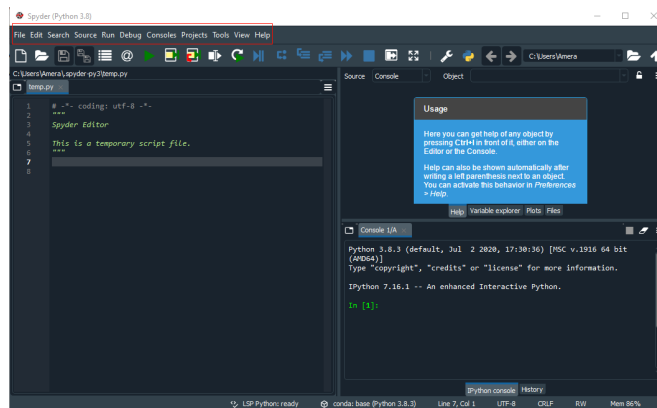 Spyder (Python 3.8)
File Edit Search Source Run Debug Consoles Projects Tools View Help
C:\Users\Amera
C:\Users\Amera\.spyder-py3\temp.py
temp.py
1 # -*- coding: utf-8 -*-
2 """
3 Spyder Editor
4
5 This is a temporary script file.
6 """
7
8
Source Console Object
Usage
Here you can get help of any object by
pressing Ctrl+I in front of it, either on the
Editor or the Console.
Help can also be shown automatically after
writing a left parenthesis next to an object.
You can activate this behavior in Preferences
> Help.
Help Variable explorer Plots Files
Console 1/A
Python 3.8.3 (default, Jul 2 2020, 17:30:36) [MSC v.1916 64 bit
(AMD64)]
Type "copyright", "credits" or "license" for more information.
IPython 7.16.1 -- An enhanced Interactive Python.
In [1]:
IPython console History
LSP Python: ready conda: base (Python 3.8.3) Line 7, Col 1 UTF-8 CRLF RW Mem 86%